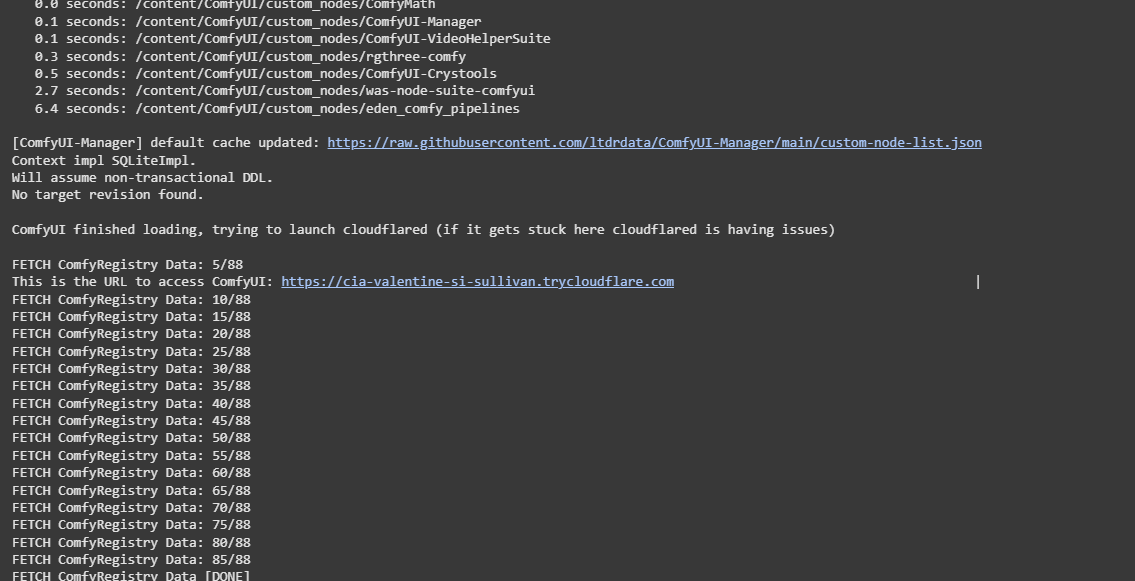 0.0 seconds: /content/ComfyUI/custom_nodes/ComfyMath
0.1 seconds: /content/ComfyUI/custom_nodes/ComfyUI-Manager
0.1 seconds: /content/ComfyUI/custom_nodes/ComfyUI-VideoHelperSuite
0.3 seconds: /content/ComfyUI/custom_nodes/rgthree-comfy
0.5 seconds: /content/ComfyUI/custom_nodes/ComfyUI-Crystools
2.7 seconds: /content/ComfyUI/custom_nodes/was-node-suite-comfyui
6.4 seconds: /content/ComfyUI/custom_nodes/eden_comfy_pipelines
[ComfyUI-Manager] default cache updated: https://raw.githubusercontent.com/ltdrdata/ComfyUI-Manager/main/custom-node-list.json
Context impl SQLiteImpl.
Will assume non-transactional DDL.
No target revision found.
ComfyUI finished loading, trying to launch cloudflared (if it gets stuck here cloudflared is having issues)
FETCH ComfyRegistry Data: 5/88
This is the URL to access ComfyUI: https://cia-valentine-si-sullivan.trycloudflare.com |
FETCH ComfyRegistry Data: 10/88
FETCH ComfyRegistry Data: 15/88
FETCH ComfyRegistry Data: 20/88
FETCH ComfyRegistry Data: 25/88
FETCH ComfyRegistry Data: 30/88
FETCH ComfyRegistry Data: 35/88
FETCH ComfyRegistry Data: 40/88
FETCH ComfyRegistry Data: 45/88
FETCH ComfyRegistry Data: 50/88
FETCH ComfyRegistry Data: 55/88
FETCH ComfyRegistry Data: 60/88
FETCH ComfyRegistry Data: 65/88
FETCH ComfyRegistry Data: 70/88
FETCH ComfyRegistry Data: 75/88
FETCH ComfyRegistry Data: 80/88
FETCH ComfyRegistry Data: 85/88
FETCH ComfyRegistry Data [DONE]